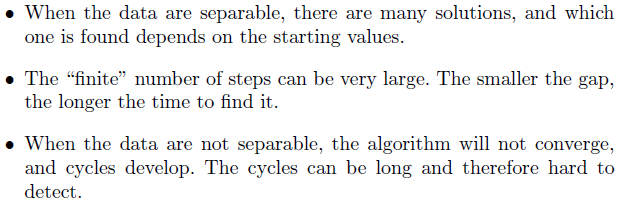 • When the data are separable, there are many solutions, and which
one is found depends on the starting values.
• The “finite” number of steps can be very large. The smaller the gap,
the longer the time to find it.
• When the data are not separable, the algorithm will not converge,
and cycles develop. The cycles can be long and therefore hard to
detect.